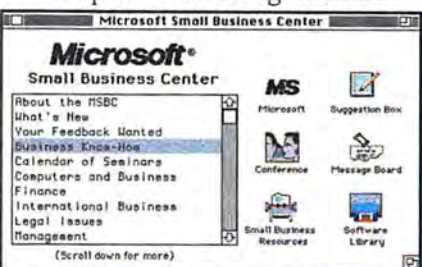 Microsoft Small Business Center
Microsoft®
Small Business Center
About the MSBC
What's New
Your Feedback Wanted
Business Know-How
Calendar of Seminars
Computers and Business
Finance
International Business
Legal Issues
Management
(Scroll down for more)
MS
Microsoft
Suggestion Box
Conference
Message Board
Small Business
Resources
Software
Library